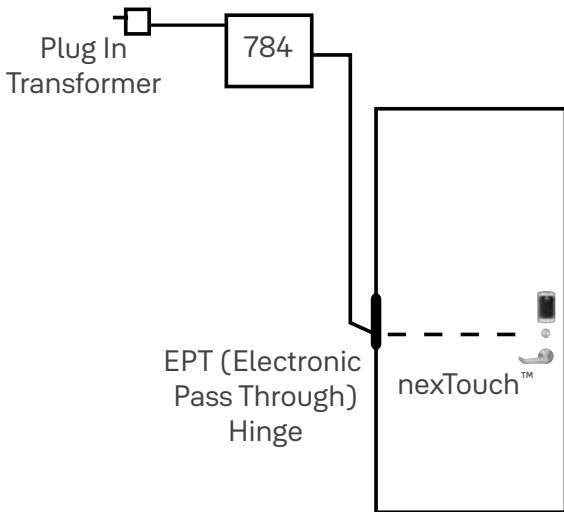 Plug In
Transformer
784
EPT (Electronic
Pass Through)
Hinge
nexTouch™